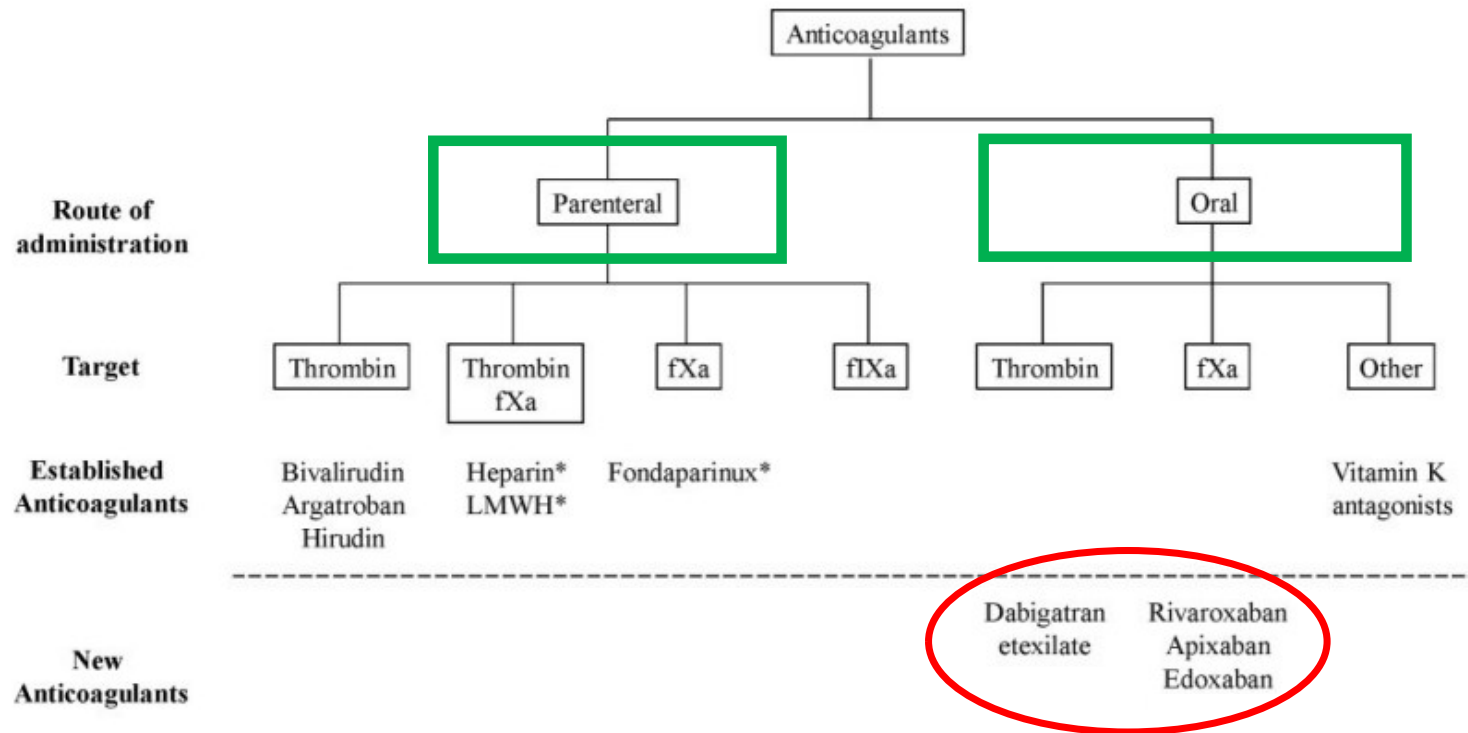 Anticoagulants
Route of
administration
Parenteral
Oral
Target
Thrombin
Thrombin
fXa
fXa
fIXa
Thrombin
fXa
Other
Established
Anticoagulants
Bivalirudin
Argatroban
Hirudin
Heparin*
LMWH*
Fondaparinux*
Vitamin K
antagonists
New
Anticoagulants
Dabigatran
etexilate
Rivaroxaban
Apixaban
Edoxaban